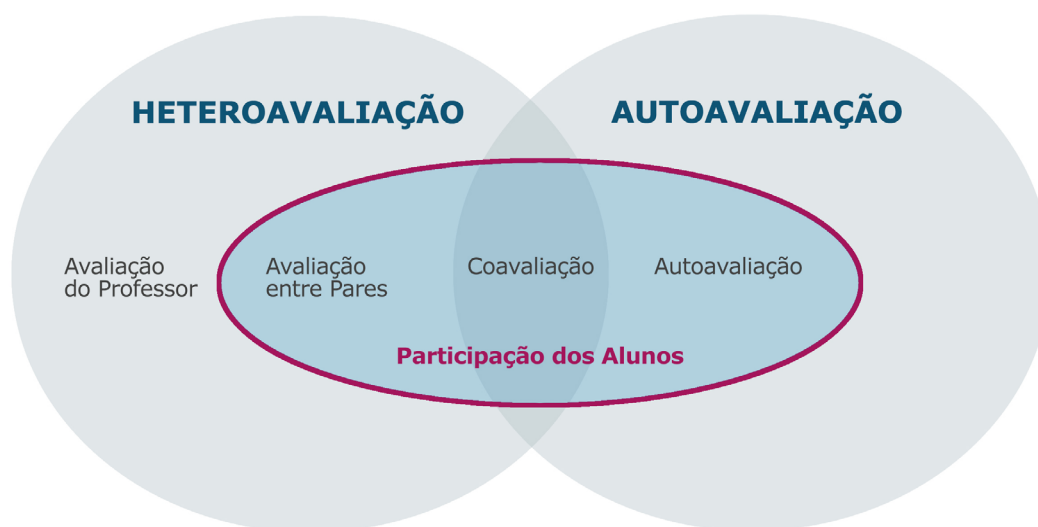 HETEROAVALIAÇÃO
AUTOAVALIAÇÃO
Avaliação
do Professor
Avaliação
entre Pares
Coavaliação
Autoavaliação
Participação dos Alunos